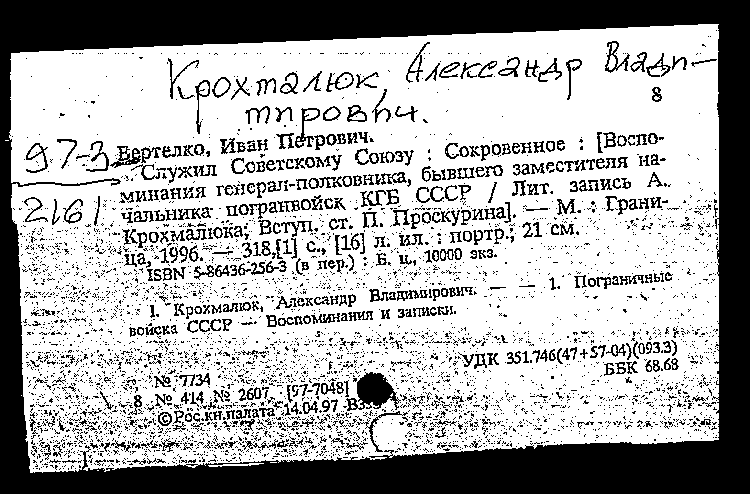 Крохмалюк, Александр Влади-
мирович.
8
97-3
2161
Вертелко, Иван Петрович.
Служил Советскому Союзу : Сокровенное : [Воспо-
минания генерал-полковника, бывшего заместителя на-
чальника погранвойск КГБ СССР / Лит. запись А.
Крохмалюка; Вступ. ст. П. Проскурина]. — М. : Грани-
ца, 1996. — 318,[1] с., [16] л. ил. : портр.; 21 см.
ISBN 5-86436-256-3 (в пер.) : Б. ц., 10000 экз.
I. Крохмалюк, Александр Владимирович. — — 1. Пограничные
войска СССР — Воспоминания и записки.
УДК 351.746(47+57-04)(093.3)
ББК 68.68
№ 7734
8 № 414 № 2607 [97-7048]
© Рос.кн.палата 14.04.97